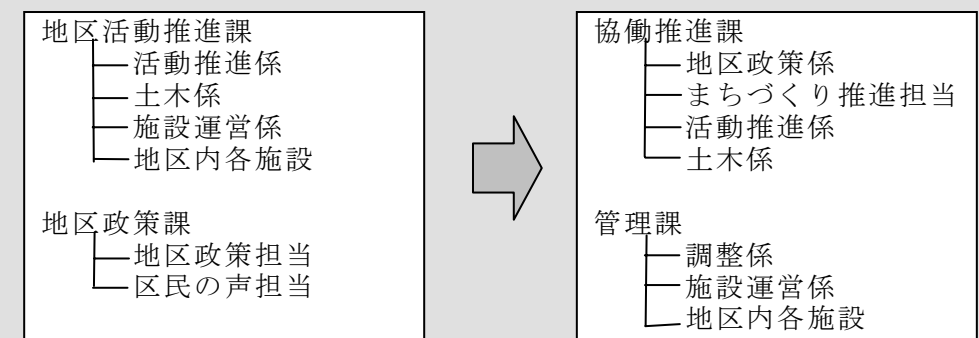 地区活動推進課
活動推進係
土木係
施設運営係
地区内各施設
地区政策課
地区政策担当
区民の声担当
協働推進課
地区政策係
まちづくり推進担当
活動推進係
土木係
管理課
調整係
施設運営係
地区内各施設